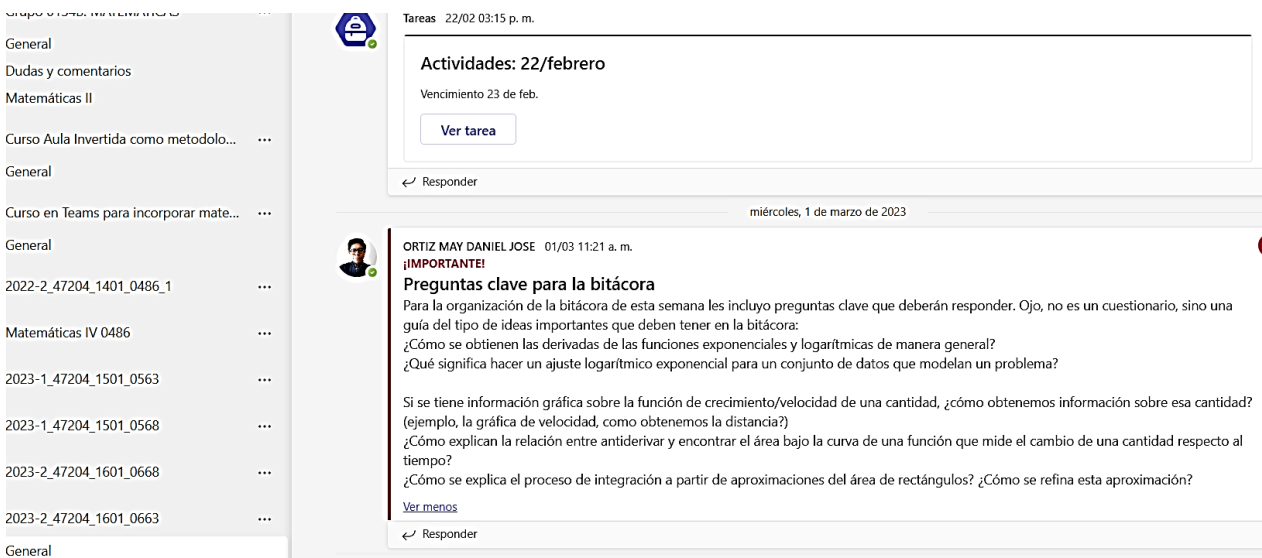 Grupo 0154B: MATEMÁTICAS
General
Dudas y comentarios
Matemáticas II
Curso Aula Invertida como metodolo... ...
General
Curso en Teams para incorporar mate... ...
General
2022-2_47204_1401_0486_1 ...
Matemáticas IV 0486 ...
2023-1_47204_1501_0563 ...
2023-1_47204_1501_0568 ...
2023-2_47204_1601_0668 ...
2023-2_47204_1601_0663 ...
General
Tareas 22/02 03:15 p. m.
Actividades: 22/febrero
Vencimiento 23 de feb.
Ver tarea
Responder
miércoles, 1 de marzo de 2023
ORTIZ MAY DANIEL JOSE 01/03 11:21 a. m.
¡IMPORTANTE!
Preguntas clave para la bitácora
Para la organización de la bitácora de esta semana les incluyo preguntas clave que deberán responder. Ojo, no es un cuestionario, sino una
guía del tipo de ideas importantes que deben tener en la bitácora:
¿Cómo se obtienen las derivadas de las funciones exponenciales y logarítmicas de manera general?
¿Qué significa hacer un ajuste logarítmico exponencial para un conjunto de datos que modelan un problema?
Si se tiene información gráfica sobre la función de crecimiento/velocidad de una cantidad, ¿cómo obtenemos información sobre esa cantidad?
(ejemplo, la gráfica de velocidad, como obtenemos la distancia?)
¿Cómo explican la relación entre antiderivar y encontrar el área bajo la curva de una función que mide el cambio de una cantidad respecto al
tiempo?
¿Cómo se explica el proceso de integración a partir de aproximaciones del área de rectángulos? ¿Cómo se refina esta aproximación?
Ver menos
Responder